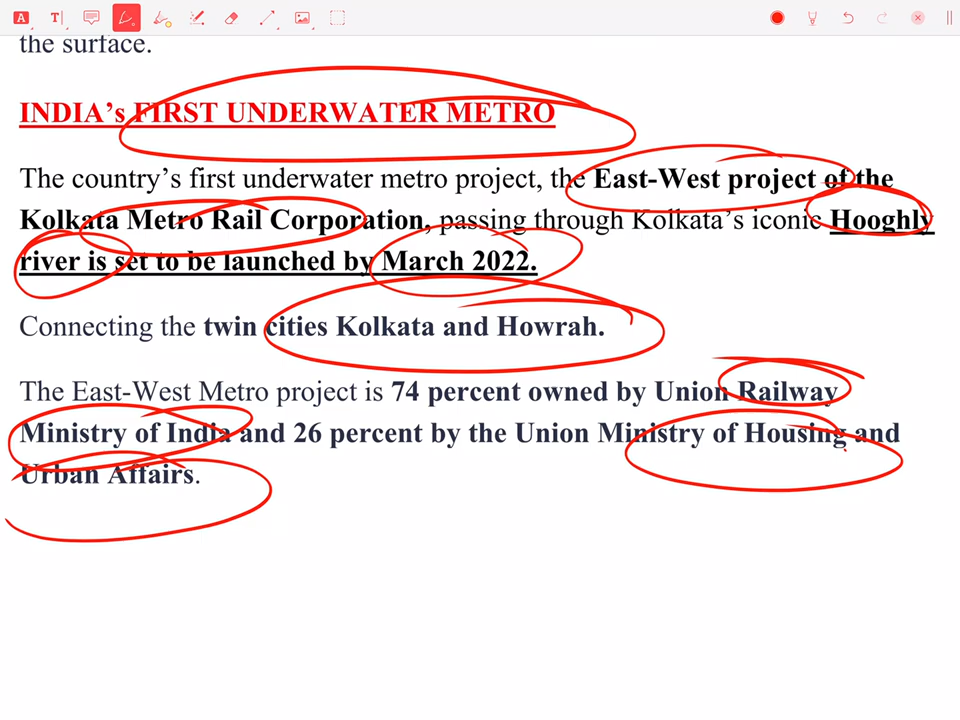 the surface.
INDIA’s FIRST UNDERWATER METRO
The country’s first underwater metro project, the East-West project of the
Kolkata Metro Rail Corporation, passing through Kolkata’s iconic Hooghly
river is set to be launched by March 2022.
Connecting the twin cities Kolkata and Howrah.
The East-West Metro project is 74 percent owned by Union Railway
Ministry of India and 26 percent by the Union Ministry of Housing and
Urban Affairs.